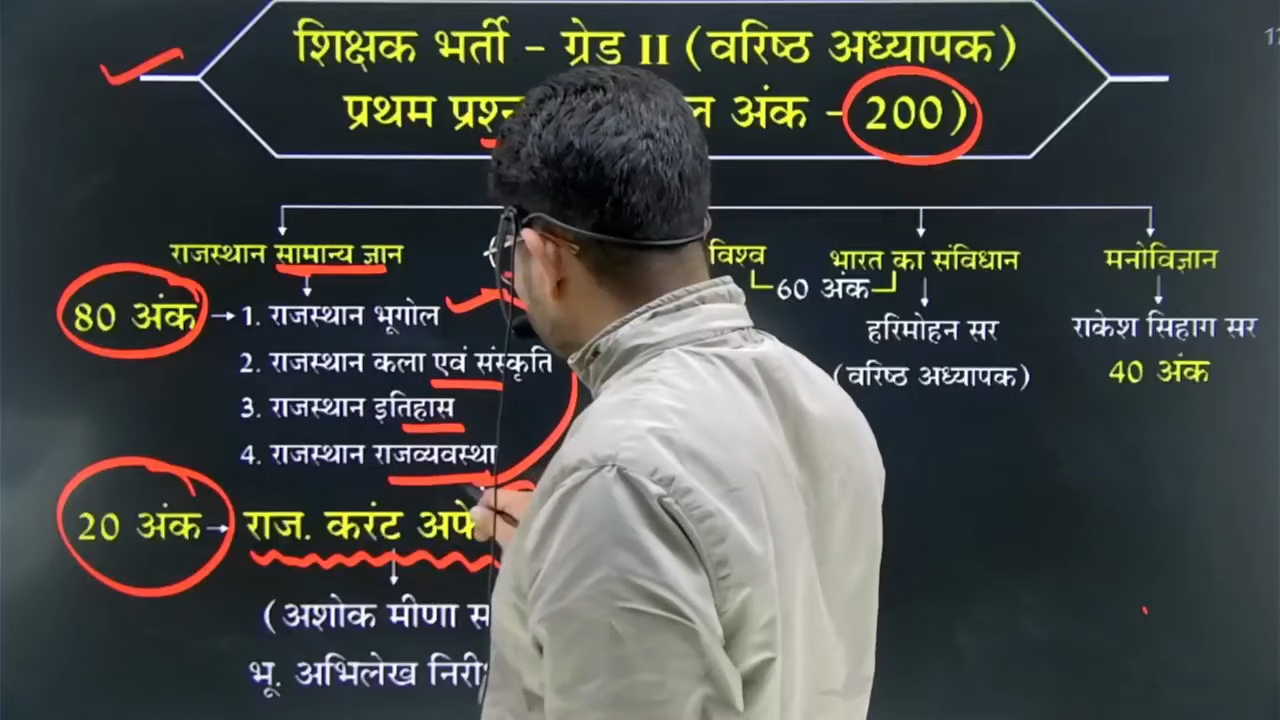 शिक्षक भर्ती - ग्रेड II (वरिष्ठ अध्यापक)
प्रथम अंक - 200)
राजस्थान सामान्य ज्ञान
विश्व
भारत का संविधान
मनोविज्ञान
60 अंक
80 अंक
1. राजस्थान भूगोल
2. राजस्थान कला एवं संस्कृति
3. राजस्थान इतिहास
4. राजस्थान राजव्यवस्था
हरिमोहन सर
(वरिष्ठ अध्यापक)
राकेश सिहाग सर
40 अंक
20 अंक
राज. करंट
(अशोक मीणा
भू. अभिलेख